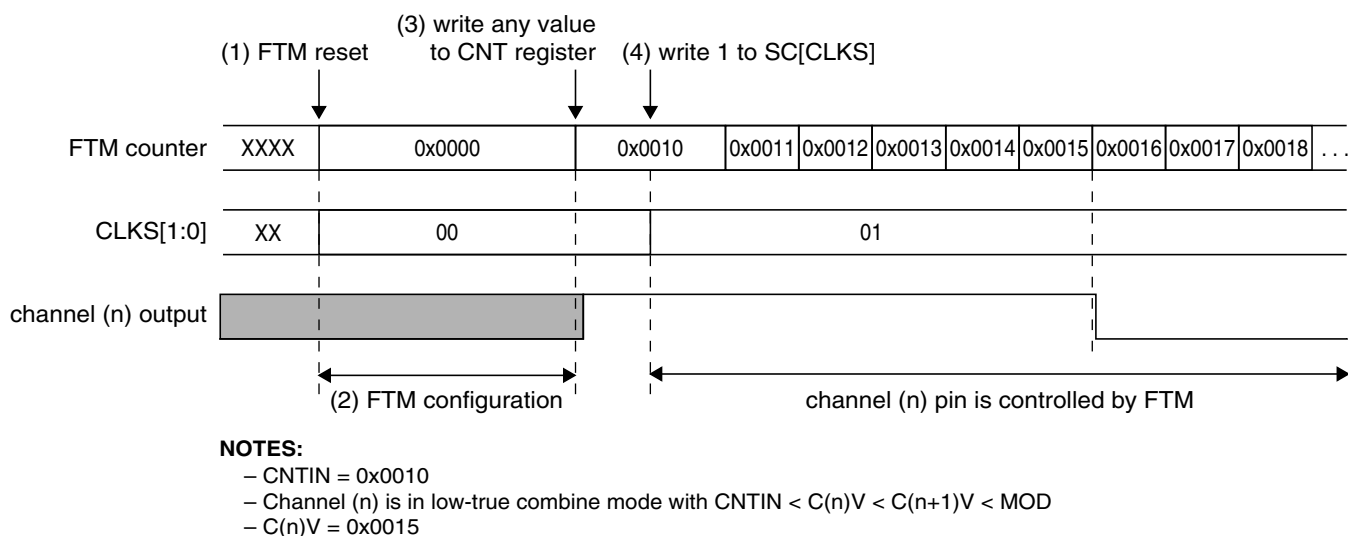 (3) write any value
(1) FTM reset to CNT register (4) write 1 to SC[CLKS]
FTM counter XXXX 0x0000 0x0010 0x0011 0x0012 0x0013 0x0014 0x0015 0x0016 0x0017 0x0018 . . .
CLKS[1:0] XX 00 01
channel (n) output
(2) FTM configuration channel (n) pin is controlled by FTM
NOTES:
– CNTIN = 0x0010
– Channel (n) is in low-true combine mode with CNTIN < C(n)V < C(n+1)V < MOD
– C(n)V = 0x0015